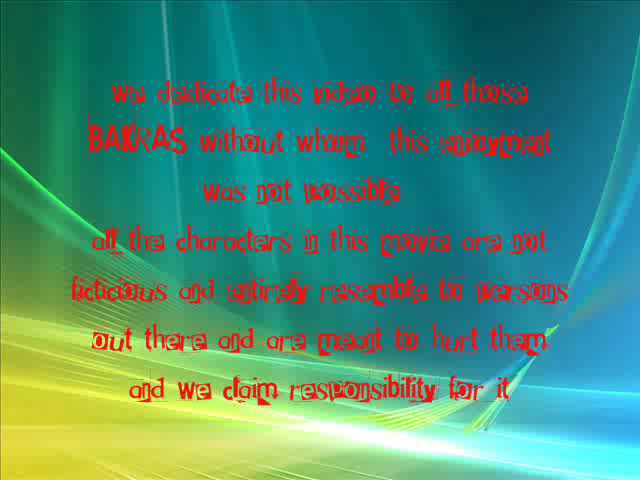 we dedicate this video to all those
BAKRAS without whom this enjoyment
was not possible
all the characters in this movie are not
ficticious and entirely resemble to persons
out there and are meant to hurt them
and we claim responsibility for it